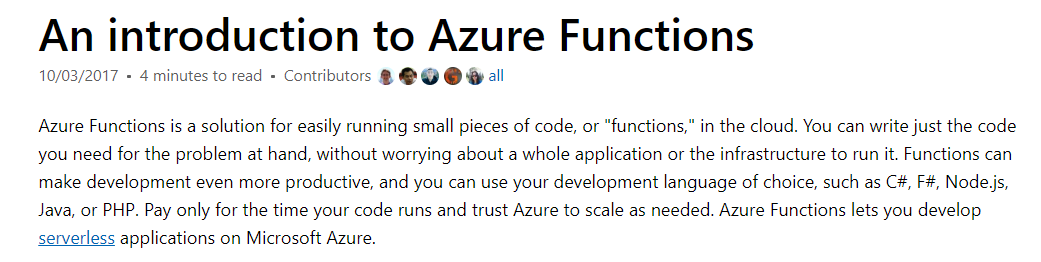 An introduction to Azure Functions
10/03/2017 • 4 minutes to read • Contributors all
Azure Functions is a solution for easily running small pieces of code, or "functions," in the cloud. You can write just the code
you need for the problem at hand, without worrying about a whole application or the infrastructure to run it. Functions can
make development even more productive, and you can use your development language of choice, such as C#, F#, Node.js,
Java, or PHP. Pay only for the time your code runs and trust Azure to scale as needed. Azure Functions lets you develop
serverless applications on Microsoft Azure.